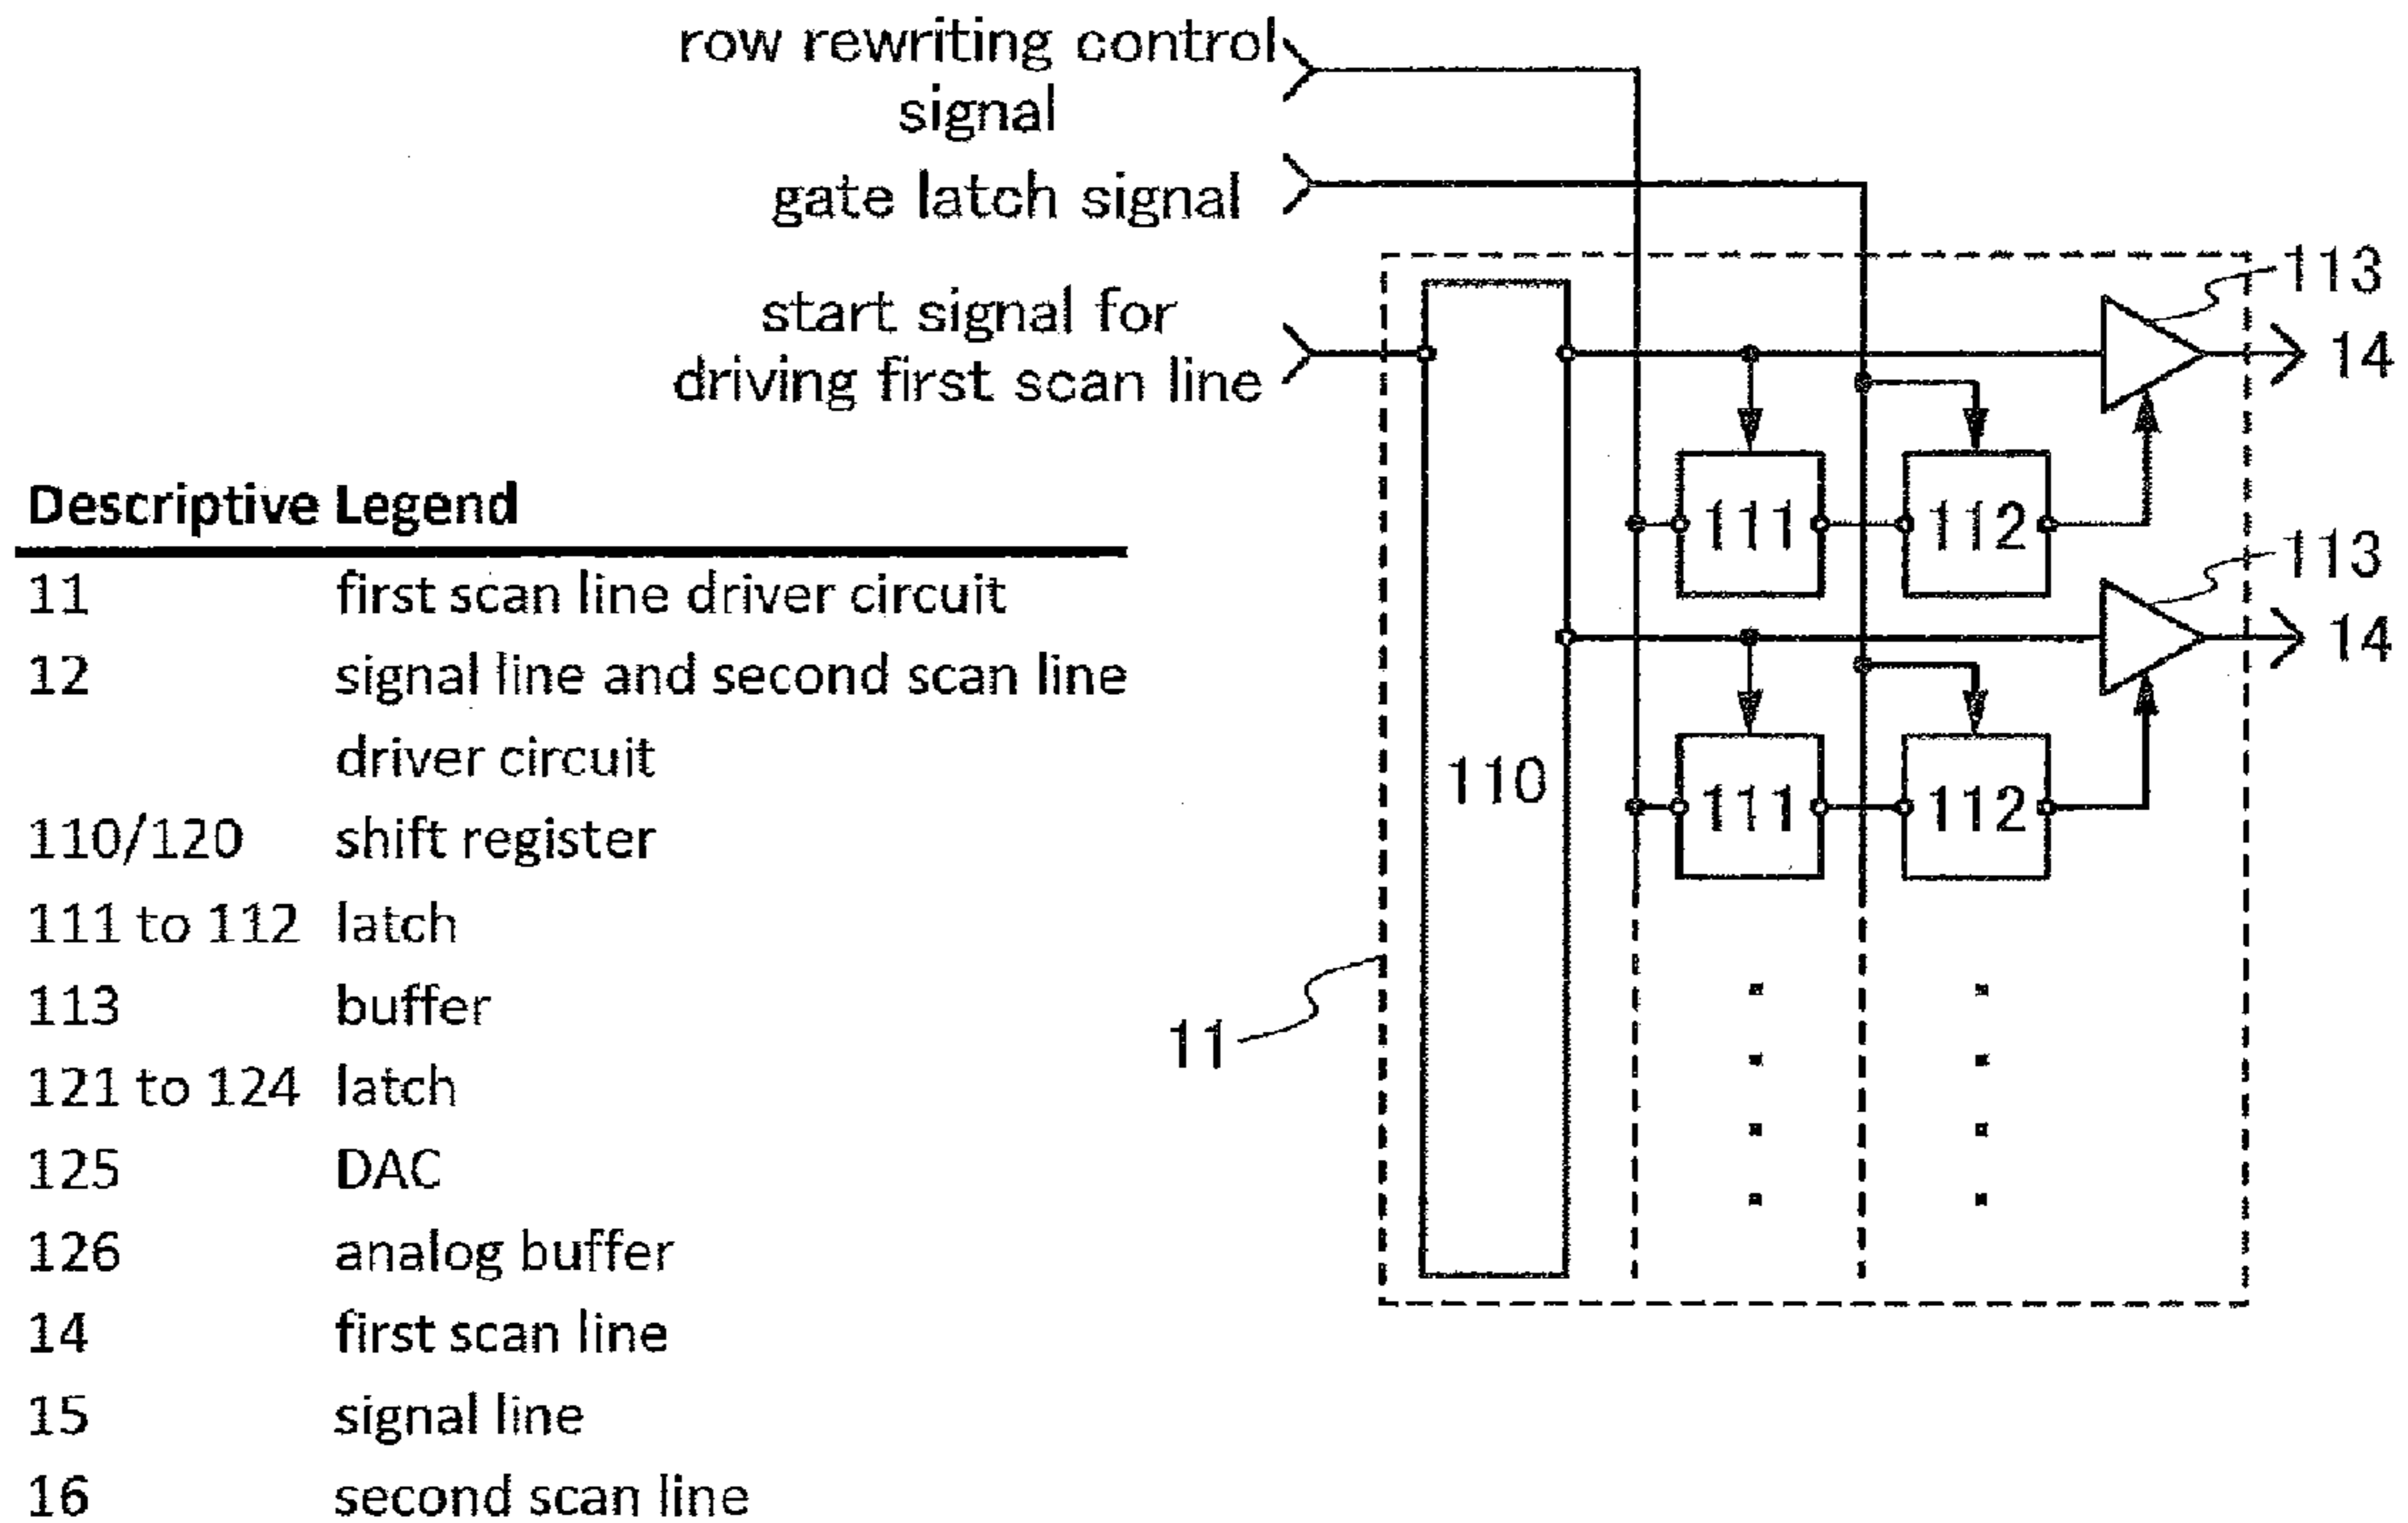 row rewriting control
signal
gate latch signal
start signal for
driving first scan line
113
14
111
112
113
14
110
111
112
11
Descriptive Legend
11 first scan line driver circuit
12 signal line and second scan line
driver circuit
110/120 shift register
111 to 112 latch
113 buffer
121 to 124 latch
125 DAC
126 analog buffer
14 first scan line
15 signal line
16 second scan line